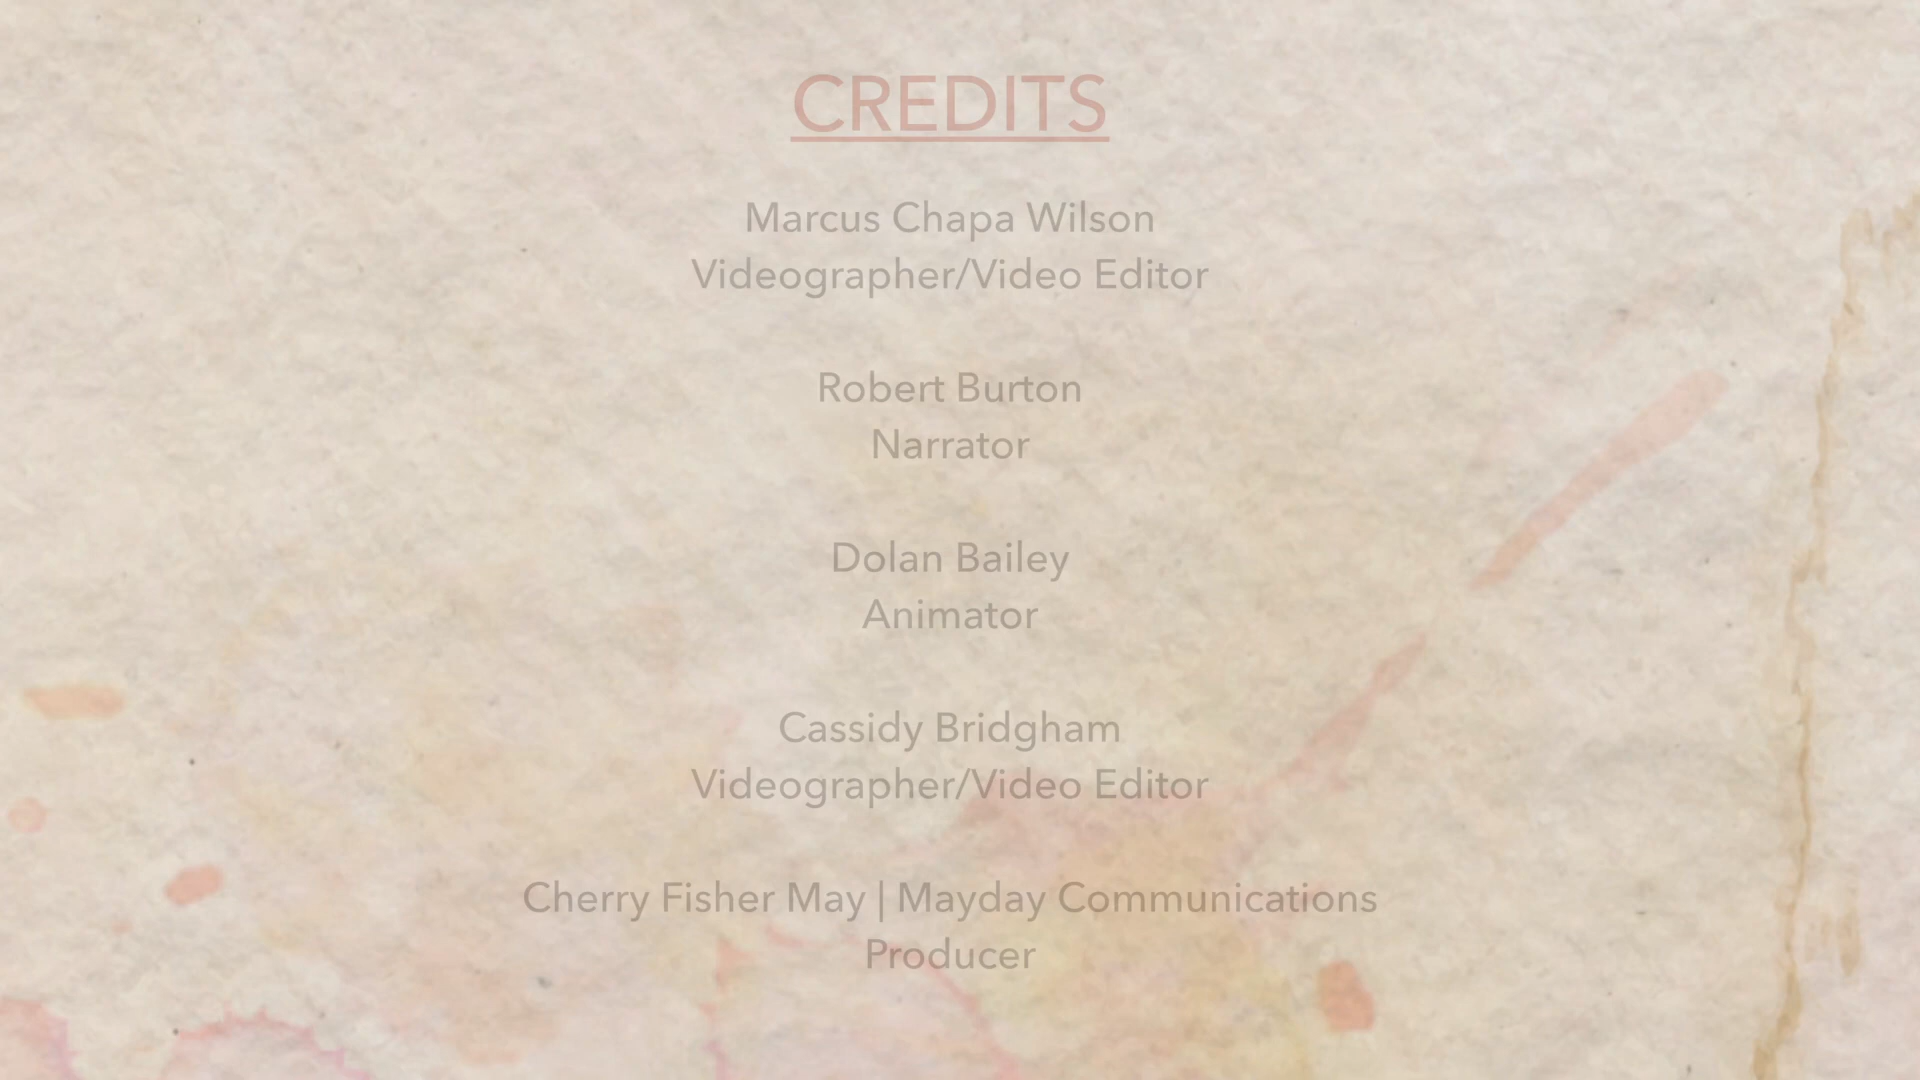 CREDITS
Marcus Chapa Wilson
Videographer/Video Editor
Robert Burton
Narrator
Dolan Bailey
Animator
Cassidy Bridgham
Videographer/Video Editor
Cherry Fisher May | Mayday Communications
Producer